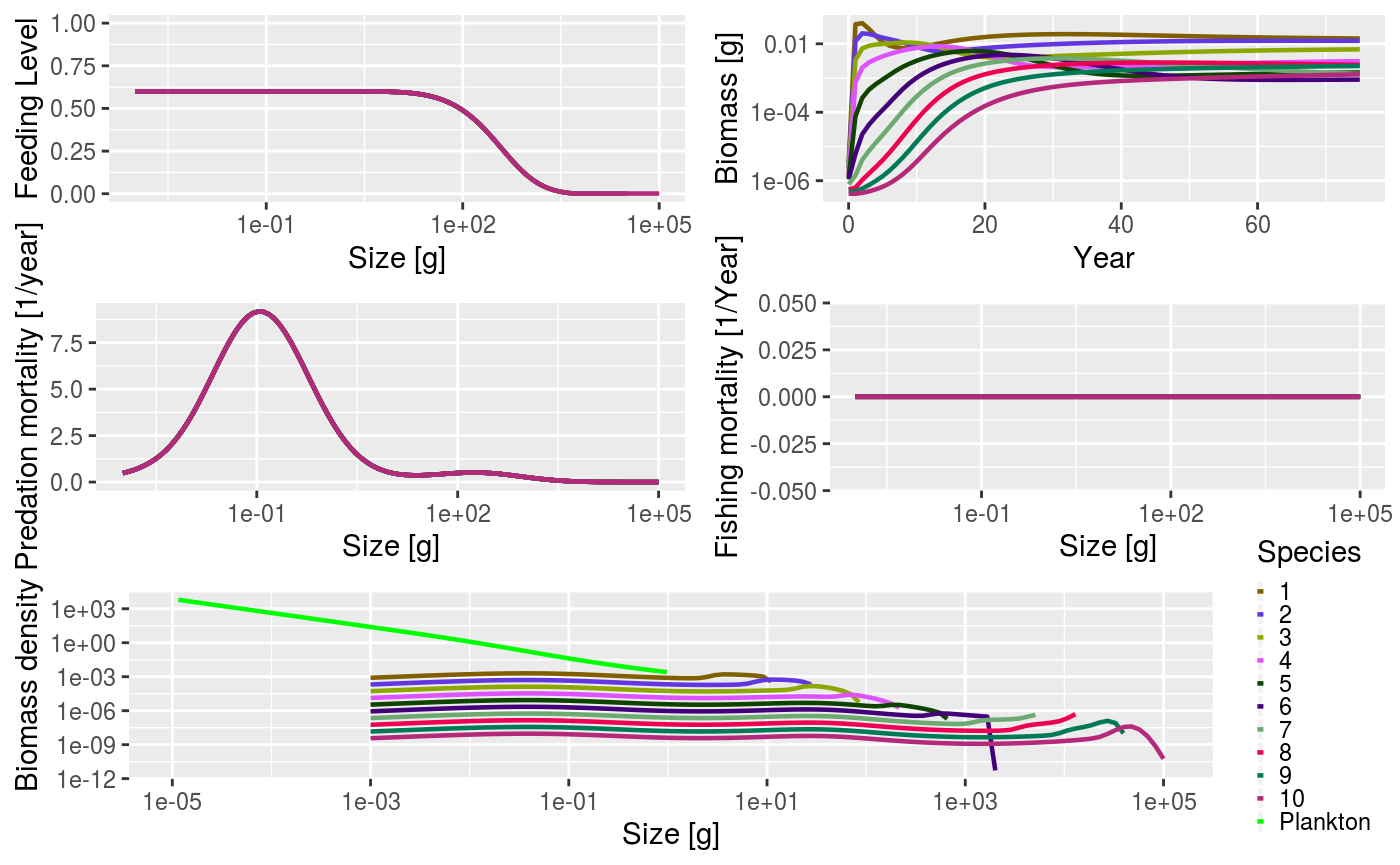 Feeding Level
1.00
0.75
0.50
0.25
0.00
1e-01 1e+02 1e+05
Size [g]
Biomass [g]
0.01
1e-04
1e-06
0 20 40 60
Year
Predation mortality [1/year]
7.5
5.0
2.5
0.0
1e-01 1e+02 1e+05
Size [g]
Fishing mortality [1/Year]
0.050
0.025
0.000
-0.025
-0.050
1e-01 1e+02 1e+05
Size [g]
Biomass density
1e+03
1e+00
1e-03
1e-06
1e-09
1e-12
1e-05 1e-03 1e-01 1e+01 1e+03 1e+05
Size [g]
Species
1
2
3
4
5
6
7
8
9
10
Plankton